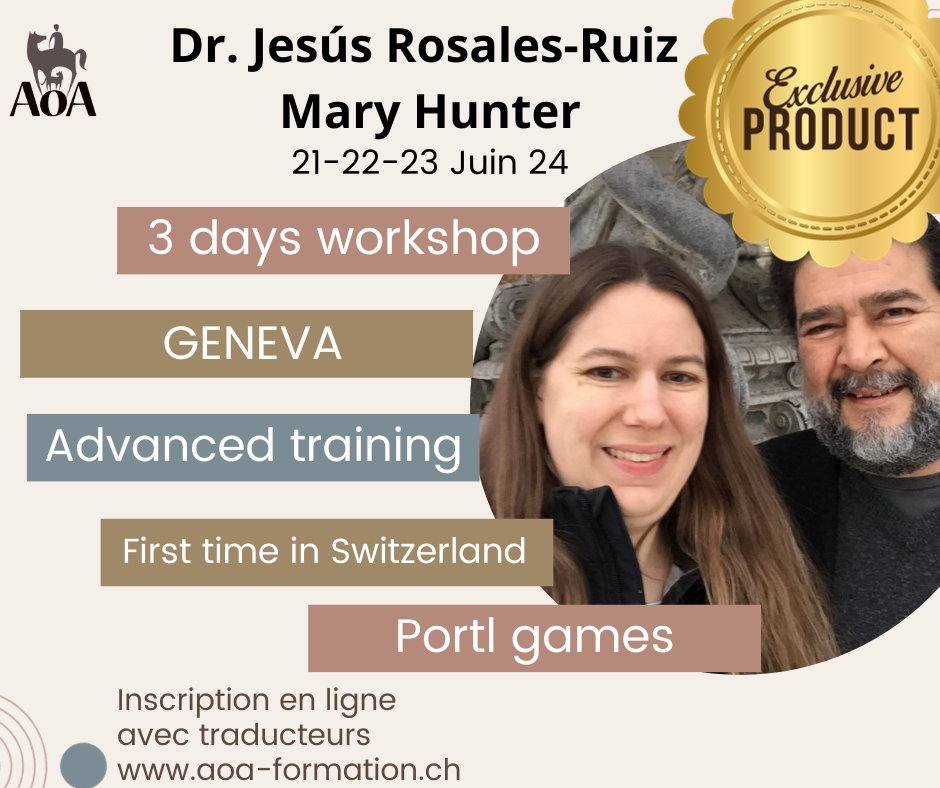 AoA
Dr. Jesús Rosales-Ruiz
Mary Hunter
21-22-23 Juin 24
Exclusive
PRODUCT
3 days workshop
GENEVA
Advanced training
First time in Switzerland
Portl games
Inscription en ligne
avec traducteurs
www.aoa-formation.ch